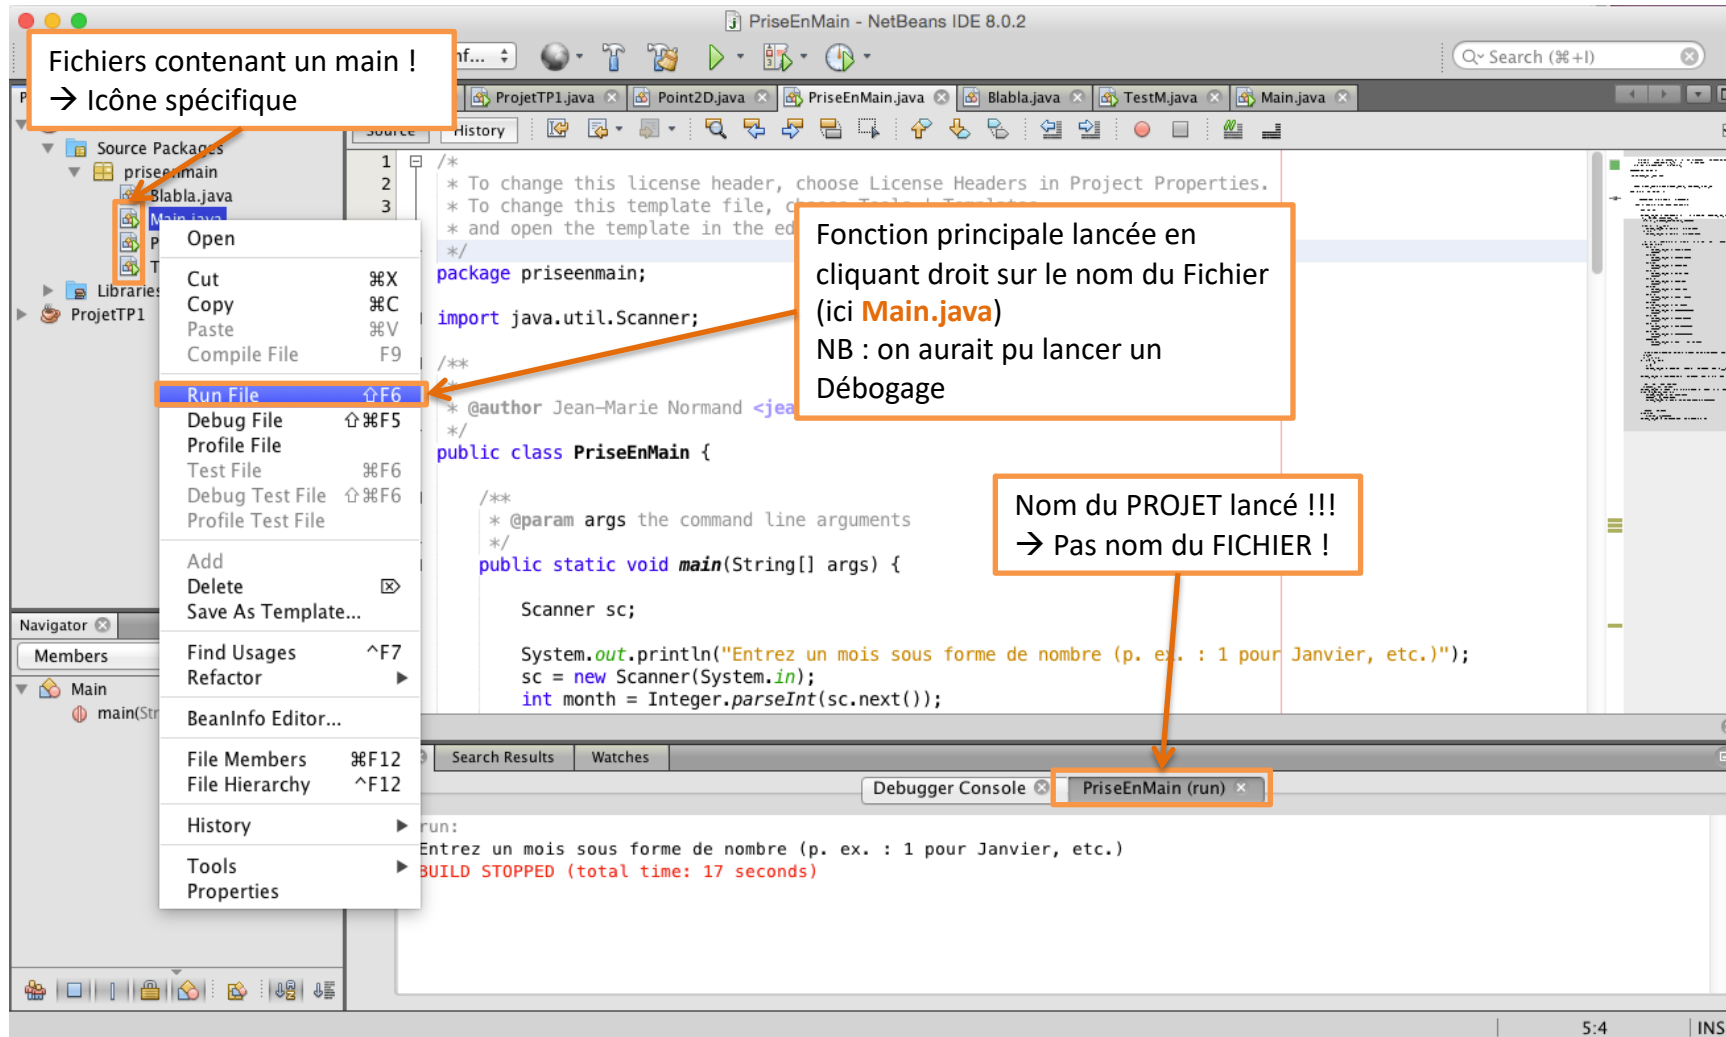 PriseEnMain - NetBeans IDE 8.0.2
Fichiers contenant un main !
→ Icône spécifique
Search (⌘+I)
ProjetTP1.java
Point2D.java
PriseEnMain.java
Blabla.java
TestM.java
Main.java
Source
History
Source Packages
priseenmain
Blabla.java
Main.java
P
T
Libraries
ProjetTP1
1 /*
2 * To change this license header, choose License Headers in Project Properties.
3 * To change this template file, choose Tools | Templates
* and open the template in the ed
*/
package priseenmain;
import java.util.Scanner;
/**
*
* @author Jean-Marie Normand <jea
*/
public class PriseEnMain {
/**
* @param args the command line arguments
*/
public static void main(String[] args) {
Scanner sc;
System.out.println("Entrez un mois sous forme de nombre (p. ex. : 1 pour Janvier, etc.)");
sc = new Scanner(System.in);
int month = Integer.parseInt(sc.next());
Fonction principale lancée en
cliquant droit sur le nom du Fichier
(ici Main.java)
NB : on aurait pu lancer un
Débogage
Nom du PROJET lancé !!!
→ Pas nom du FICHIER !
Open
Cut ⌘X
Copy ⌘C
Paste ⌘V
Compile File F9
Run File ⇧F6
Debug File ⇧⌘F5
Profile File
Test File ⌘F6
Debug Test File ⇧⌘F6
Profile Test File
Add
Delete ⌦
Save As Template...
Find Usages ^F7
Refactor
BeanInfo Editor...
File Members ⌘F12
File Hierarchy ^F12
History
Tools
Properties
Navigator
Members
Main
main(Str
Search Results
Watches
Debugger Console
PriseEnMain (run)
run:
Entrez un mois sous forme de nombre (p. ex. : 1 pour Janvier, etc.)
BUILD STOPPED (total time: 17 seconds)
5:4
INS